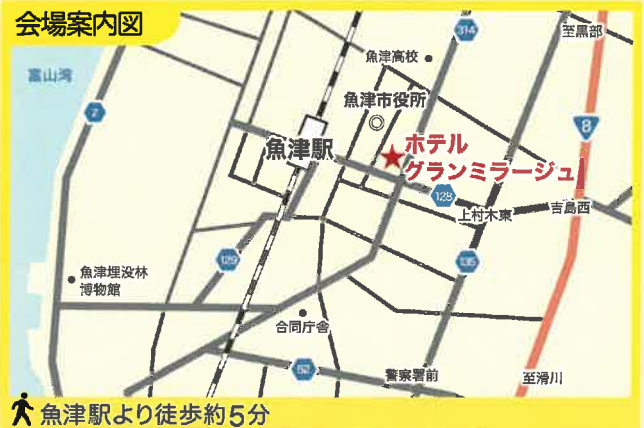 会場案内図
314
至黒部
魚津高校
富山湾
魚津市役所
2
8
ホテル
グランミラージュ
魚津駅
128
吉島西
上村木東
129
135
魚津埋没林
博物館
合同庁舎
52
警察署前
至滑川
魚津駅より徒歩約5分